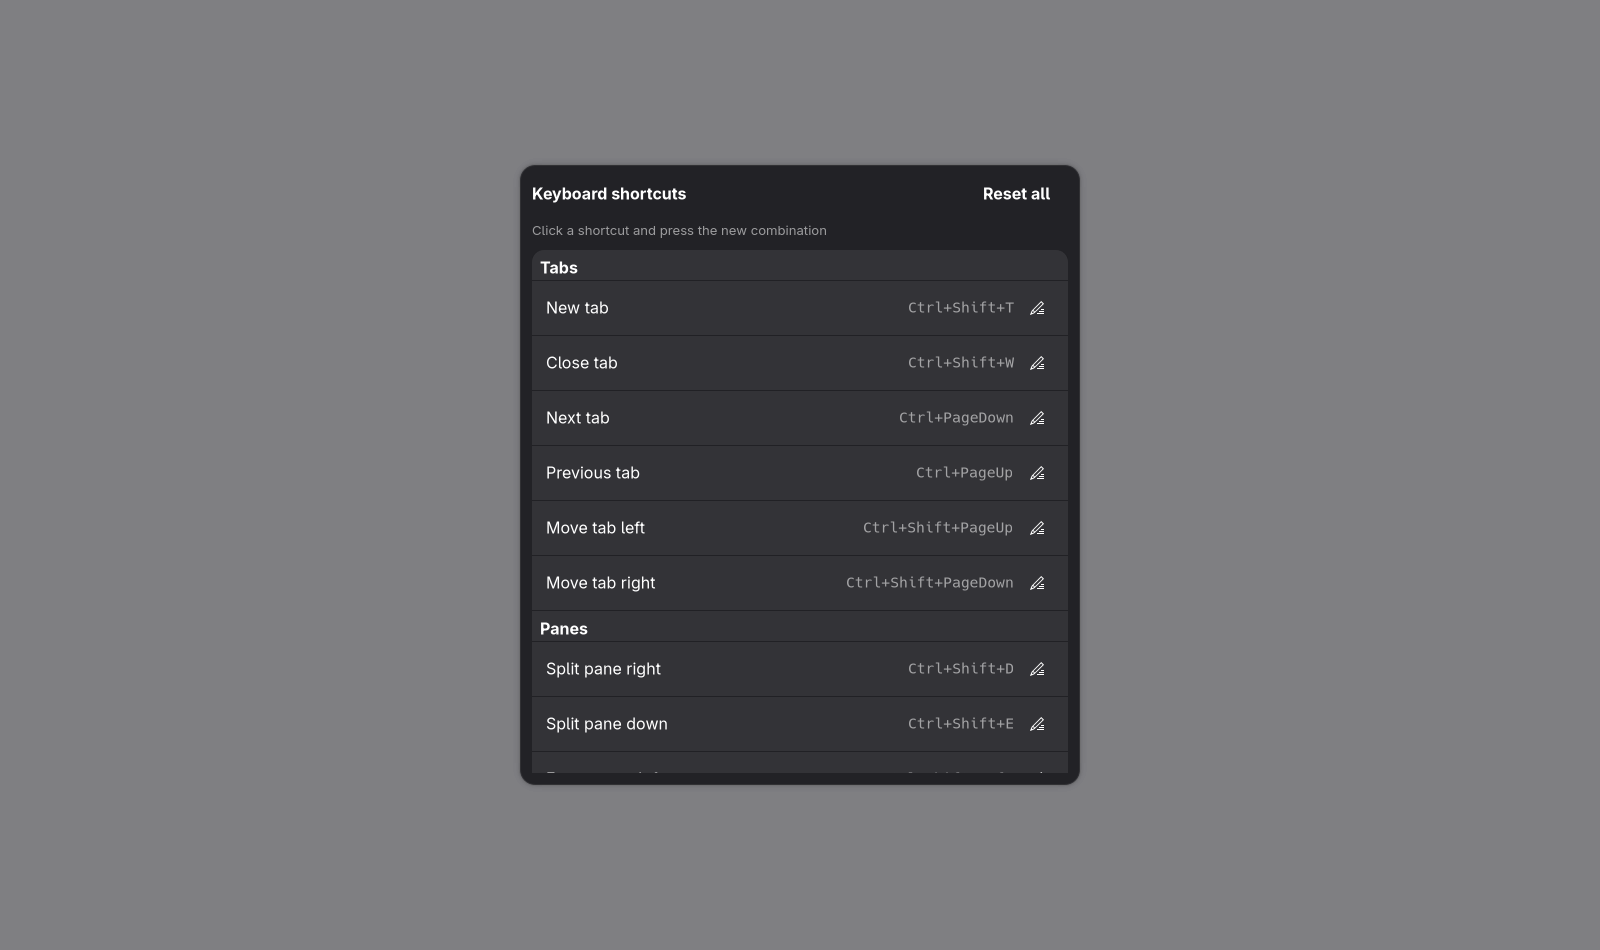 Keyboard shortcuts
Reset all
Click a shortcut and press the new combination
Tabs
New tab Ctrl+Shift+T
Close tab Ctrl+Shift+W
Next tab Ctrl+PageDown
Previous tab Ctrl+PageUp
Move tab left Ctrl+Shift+PageUp
Move tab right Ctrl+Shift+PageDown
Panes
Split pane right Ctrl+Shift+D
Split pane down Ctrl+Shift+E